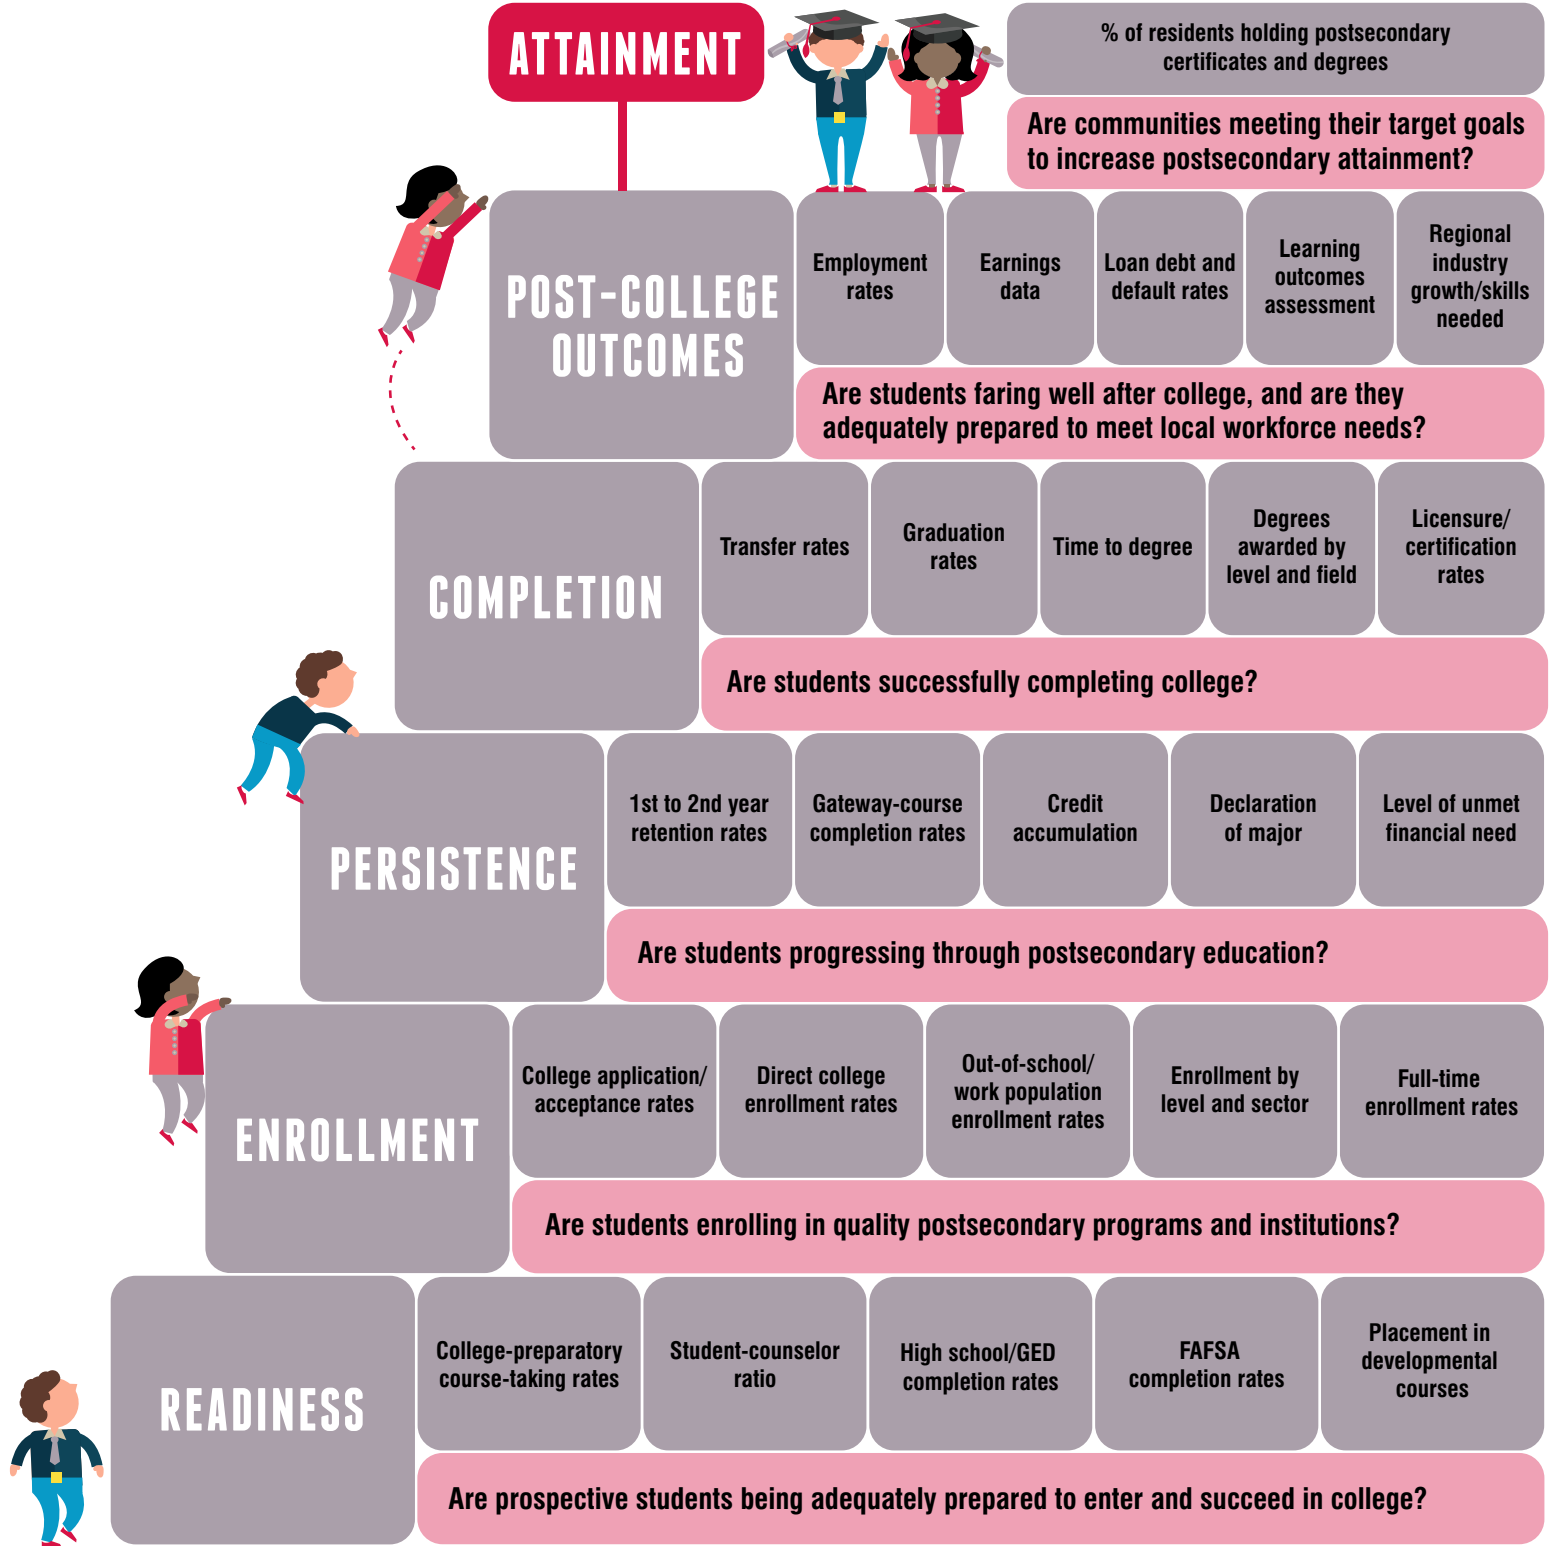 ATTAINMENT
% of residents holding postsecondary
certificates and degrees
Are communities meeting their target goals
to increase postsecondary attainment?
POST-COLLEGE
OUTCOMES
Employment
rates
Earnings
data
Loan debt and
default rates
Learning
outcomes
assessment
Regional
industry
growth/skills
needed
Are students faring well after college, and are they
adequately prepared to meet local workforce needs?
COMPLETION
Transfer rates
Graduation
rates
Time to degree
Degrees
awarded by
level and field
Licensure/
certification
rates
Are students successfully completing college?
PERSISTENCE
1st to 2nd year
retention rates
Gateway-course
completion rates
Credit
accumulation
Declaration
of major
Level of unmet
financial need
Are students progressing through postsecondary education?
ENROLLMENT
College application/
acceptance rates
Direct college
enrollment rates
Out-of-school/
work population
enrollment rates
Enrollment by
level and sector
Full-time
enrollment rates
Are students enrolling in quality postsecondary programs and institutions?
READINESS
College-preparatory
course-taking rates
Student-counselor
ratio
High school/GED
completion rates
FAFSA
completion rates
Placement in
developmental
courses
Are prospective students being adequately prepared to enter and succeed in college?